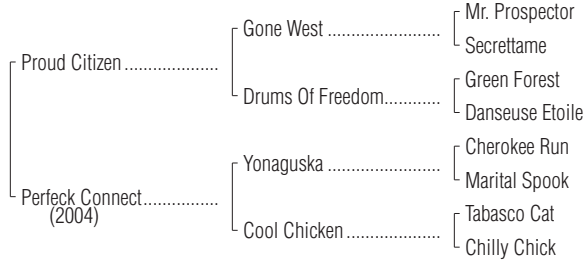 Mr. Prospector
Gone West ......................
Secrettame
Proud Citizen ..................
Green Forest
Drums Of Freedom............
Danseuse Etoile
Cherokee Run
Yonaguska ......................
Marital Spook
Perfeck Connect................
(2004)
Tabasco Cat
Cool Chicken ...................
Chilly Chick